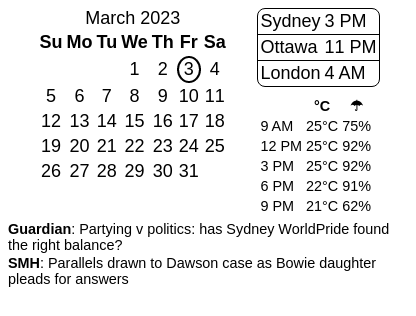 March 2023
Su Mo Tu We Th Fr Sa
1 2 3 4
5 6 7 8 9 10 11
12 13 14 15 16 17 18
19 20 21 22 23 24 25
26 27 28 29 30 31
Sydney 3 PM
Ottawa 11 PM
London 4 AM
°C ☂
9 AM 25°C 75%
12 PM 25°C 92%
3 PM 25°C 92%
6 PM 22°C 91%
9 PM 21°C 62%
Guardian: Partying v politics: has Sydney WorldPride found
the right balance?
SMH: Parallels drawn to Dawson case as Bowie daughter
pleads for answers